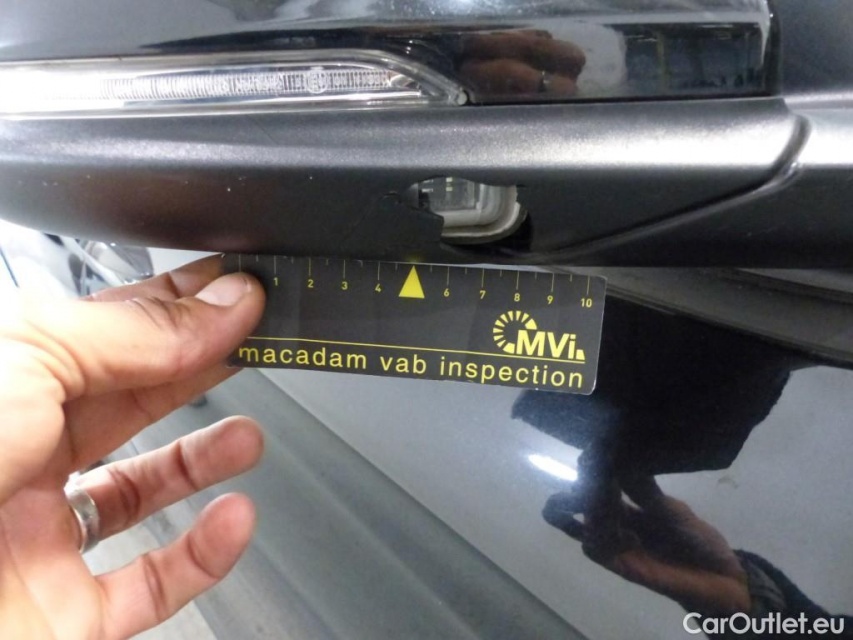 1 2 3 4 6 7 8 9 10
MVi
macadam vab inspection
CarOutlet.eu